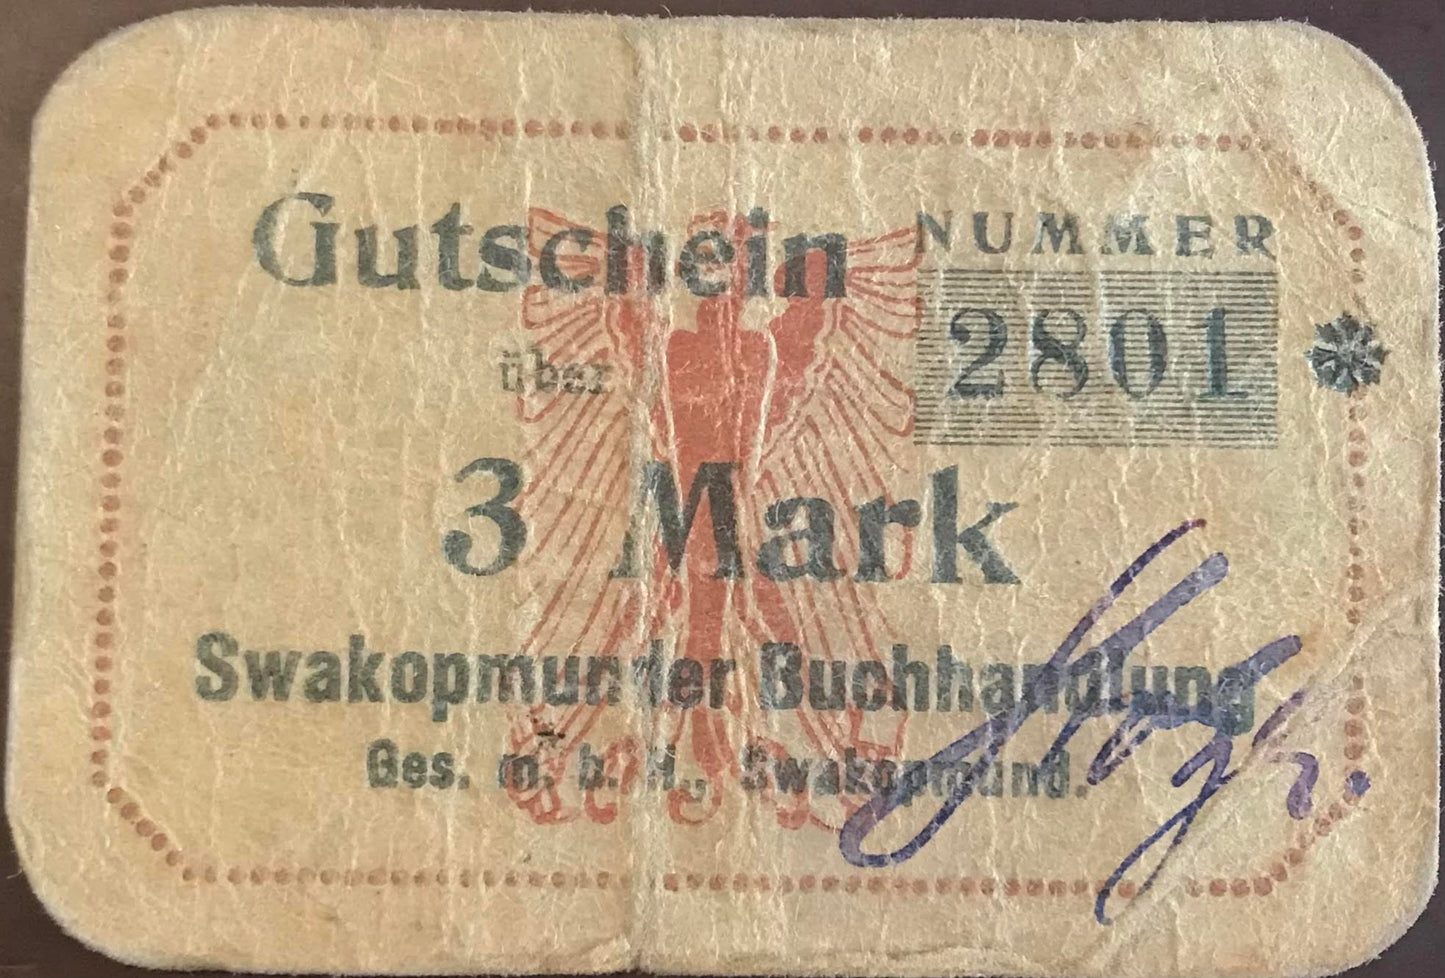 Gutschein
NUMMER
2801
über
3 Mark
Swakopmunder Buchhandlung
Ges. m. b. H., Swakopmund.